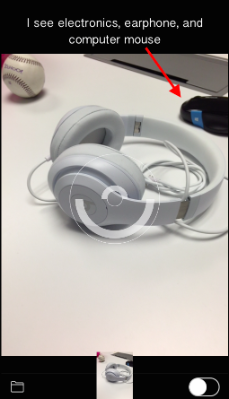 I see electronics, earphone, and
computer mouse